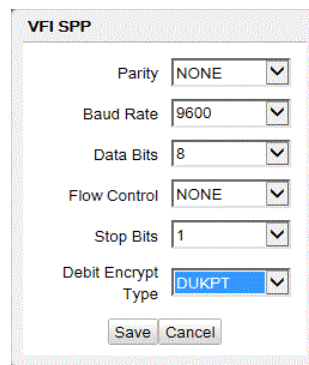 VFI SPP
Parity NONE
Baud Rate 9600
Data Bits 8
Flow Control NONE
Stop Bits 1
Debit Encrypt
Type DUKPT
Save Cancel